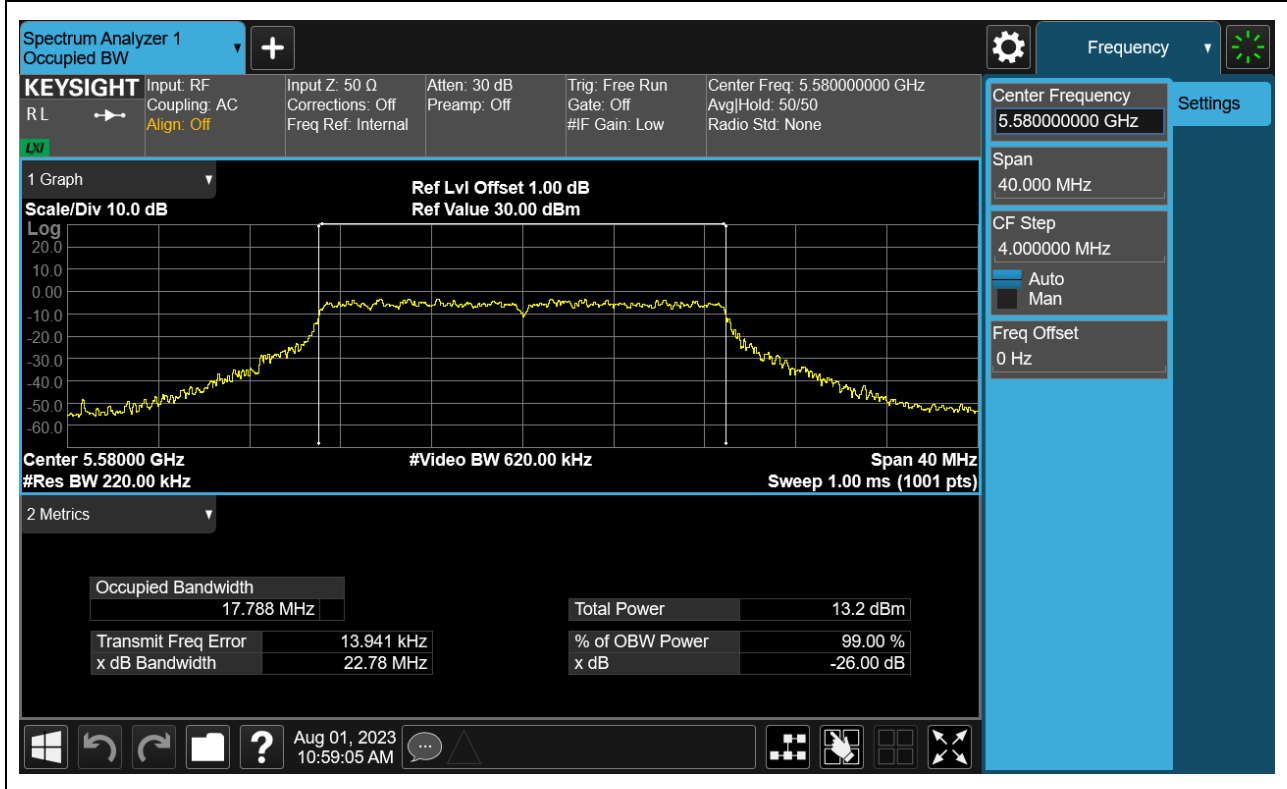 Spectrum Analyzer 1
Occupied BW
Frequency
KEYSIGHT
R L
LXI
Input: RF
Coupling: AC
Align: Off
Input Z: 50 Ω
Corrections: Off
Freq Ref: Internal
Atten: 30 dB
Preamp: Off
Trig: Free Run
Gate: Off
#IF Gain: Low
Center Freq: 5.580000000 GHz
Avg|Hold: 50/50
Radio Std: None
1 Graph
Scale/Div 10.0 dB
Ref Lvl Offset 1.00 dB
Ref Value 30.00 dBm
Log
20.0
10.0
0.00
-10.0
-20.0
-30.0
-40.0
-50.0
-60.0
Center 5.58000 GHz
#Video BW 620.00 kHz
Span 40 MHz
#Res BW 220.00 kHz
Sweep 1.00 ms (1001 pts)
2 Metrics
Occupied Bandwidth
17.788 MHz
Total Power 13.2 dBm
Transmit Freq Error 13.941 kHz
% of OBW Power 99.00 %
x dB Bandwidth 22.78 MHz
x dB -26.00 dB
Center Frequency
5.580000000 GHz
Settings
Span
40.000 MHz
CF Step
4.000000 MHz
Auto
Man
Freq Offset
0 Hz
?
Aug 01, 2023
10:59:05 AM